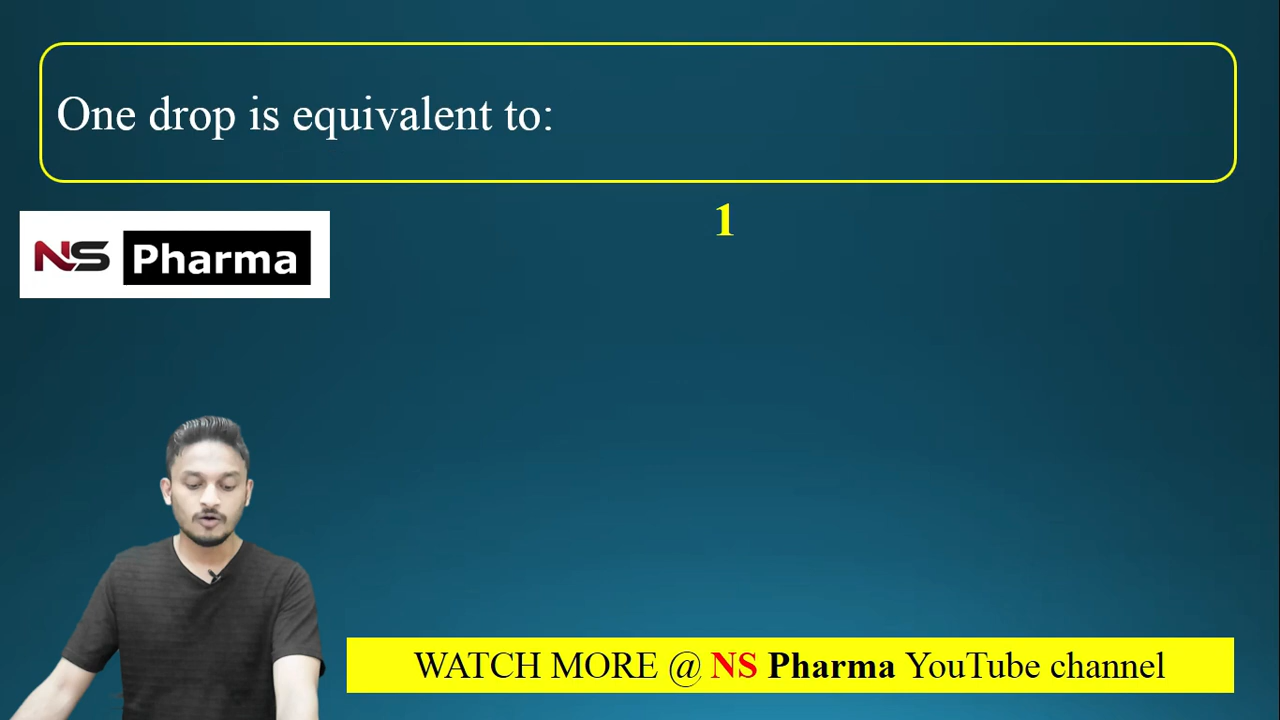 One drop is equivalent to:
1
NS Pharma
WATCH MORE @ NS Pharma YouTube channel